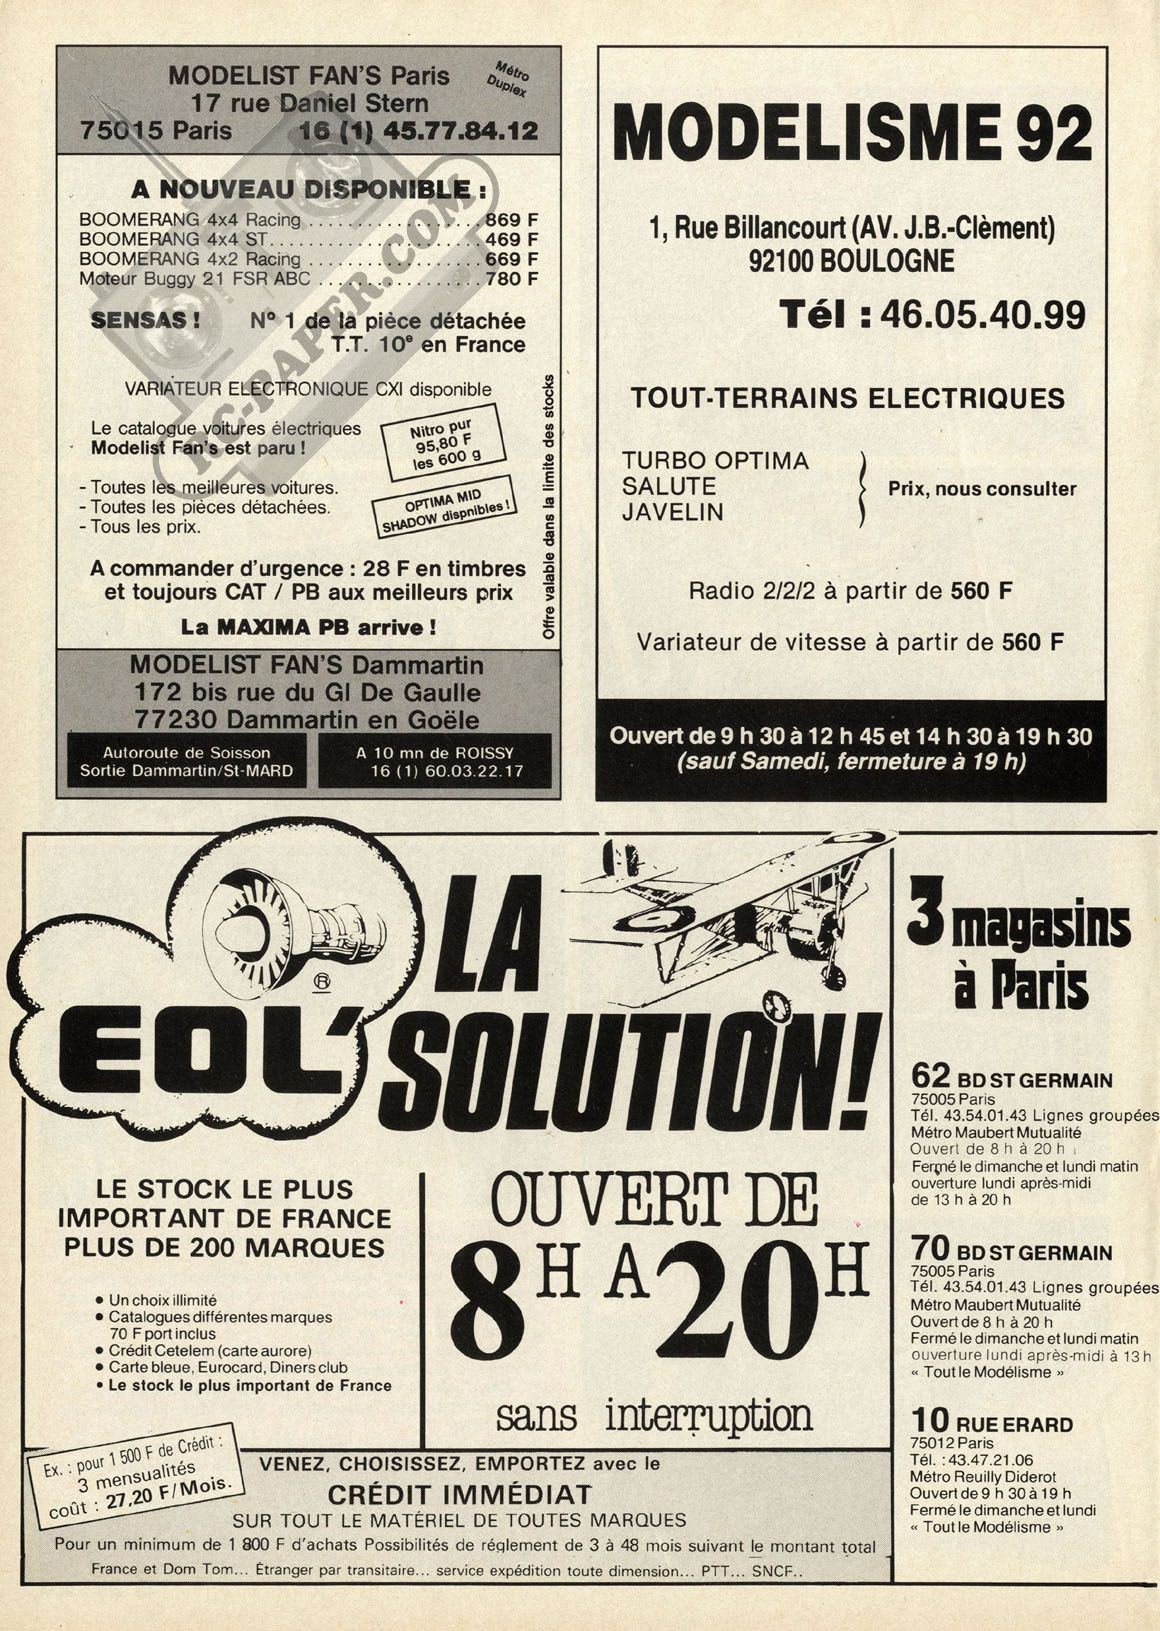 MODELIST FAN'S Paris
Métro
Duplex
17 rue Daniel Stern
75015 Paris 16 (1) 45.77.84.12
A NOUVEAU DISPONIBLE :
BOOMERANG 4x4 Racing .................... 869 F
BOOMERANG 4x4 ST......................... 469 F
BOOMERANG 4x2 Racing .................... 669 F
Moteur Buggy 21 FSR ABC ................. 780 F
SENSAS ! N° 1 de la pièce détachée
T.T. 10e en France
VARIATEUR ELECTRONIQUE CXI disponible
Le catalogue voitures électriques
Modelist Fan's est paru !
Nitro pur
95,80 F
les 600 g
- Toutes les meilleures voitures.
- Toutes les pièces détachées.
- Tous les prix.
OPTIMA MID
SHADOW dispnibles !
Offre valable dans la limite des stocks
A commander d'urgence : 28 F en timbres
et toujours CAT / PB aux meilleurs prix
La MAXIMA PB arrive !
MODELIST FAN'S Dammartin
172 bis rue du Gl De Gaulle
77230 Dammartin en Goële
Autoroute de Soisson
Sortie Dammartin/St-MARD
A 10 mn de ROISSY
16 (1) 60.03.22.17
RC-PAPER.COM
MODELISME 92
1, Rue Billancourt (AV. J.B.-Clèment)
92100 BOULOGNE
Tél : 46.05.40.99
TOUT-TERRAINS ELECTRIQUES
TURBO OPTIMA
SALUTE
JAVELIN
Prix, nous consulter
Radio 2/2/2 à partir de 560 F
Variateur de vitesse à partir de 560 F
Ouvert de 9 h 30 à 12 h 45 et 14 h 30 à 19 h 30
(sauf Samedi, fermeture à 19 h)
®
EOL'
LA
SOLUTION!
LE STOCK LE PLUS
IMPORTANT DE FRANCE
PLUS DE 200 MARQUES
• Un choix illimité
• Catalogues différentes marques
70 F port inclus
• Crédit Cetelem (carte aurore)
• Carte bleue, Eurocard, Diners club
• Le stock le plus important de France
OUVERT DE
8H A 20H
sans interruption
Ex. : pour 1 500 F de Crédit :
3 mensualités
coût : 27,20 F/Mois.
VENEZ, CHOISISSEZ, EMPORTEZ avec le
CRÉDIT IMMÉDIAT
SUR TOUT LE MATÉRIEL DE TOUTES MARQUES
Pour un minimum de 1 800 F d'achats Possibilités de réglement de 3 à 48 mois suivant le montant total
France et Dom Tom... Étranger par transitaire... service expédition toute dimension... PTT... SNCF..
3 magasins
à Paris
62 BD ST GERMAIN
75005 Paris
Tél. 43.54.01.43 Lignes groupées
Métro Maubert Mutualité
Ouvert de 8 h à 20 h
Fermé le dimanche et lundi matin
ouverture lundi après-midi
de 13 h à 20 h
70 BD ST GERMAIN
75005 Paris
Tél. 43.54.01.43 Lignes groupées
Métro Maubert Mutualité
Ouvert de 8 h à 20 h
Fermé le dimanche et lundi matin
ouverture lundi après-midi à 13 h
« Tout le Modélisme »
10 RUE ERARD
75012 Paris
Tél. : 43.47.21.06
Métro Reuilly Diderot
Ouvert de 9 h 30 à 19 h
Fermé le dimanche et lundi
« Tout le Modélisme »